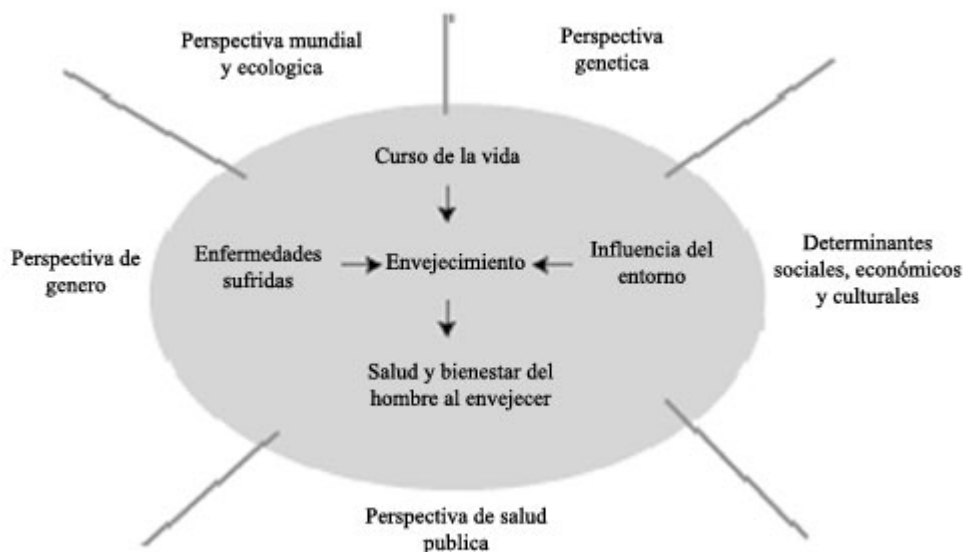 Perspectiva mundial
y ecologica
Perspectiva
genetica
Curso de la vida
Perspectiva de
genero
Enfermedades
sufridas
Envejecimiento
Influencia del
entorno
Determinantes
sociales, económicos
y culturales
Salud y bienestar del
hombre al envejecer
Perspectiva de salud
publica